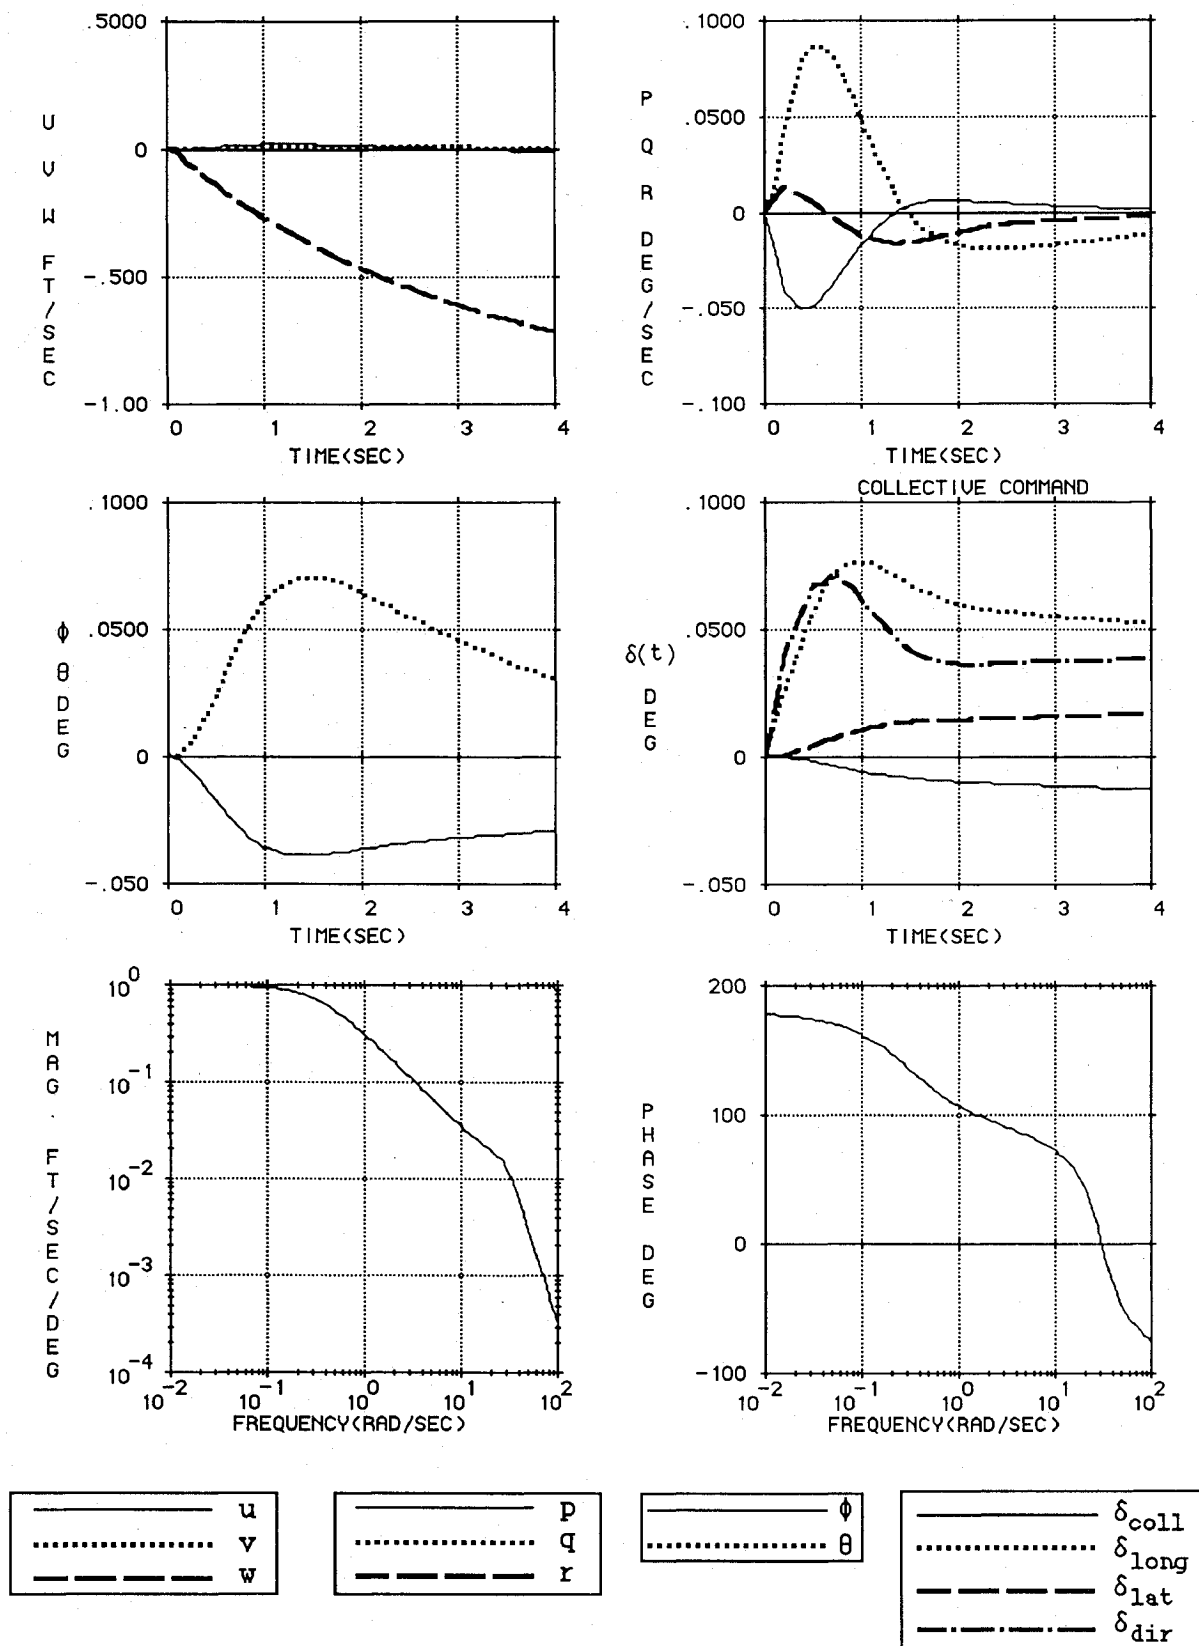 .5000
0
-.500
-1.00
U V W FT/SEC
0 1 2 3 4
TIME(SEC)
.1000
.0500
0
-.050
-.100
P Q R DEG/SEC
0 1 2 3 4
TIME(SEC)
.1000
.0500
0
-.050
ϕ θ DEG
0 1 2 3 4
TIME(SEC)
COLLECTIVE COMMAND
.1000
.0500
0
-.050
δ(t) DEG
0 1 2 3 4
TIME(SEC)
10^0
10^-1
10^-2
10^-3
10^-4
MAG FT/SEC/DEG
10^-2 10^-1 10^0 10^1 10^2
FREQUENCY(RAD/SEC)
200
100
0
-100
PHASE DEG
10^-2 10^-1 10^0 10^1 10^2
FREQUENCY(RAD/SEC)
u
v
w
p
q
r
ϕ
θ
δcoll
δlong
δlat
δdir